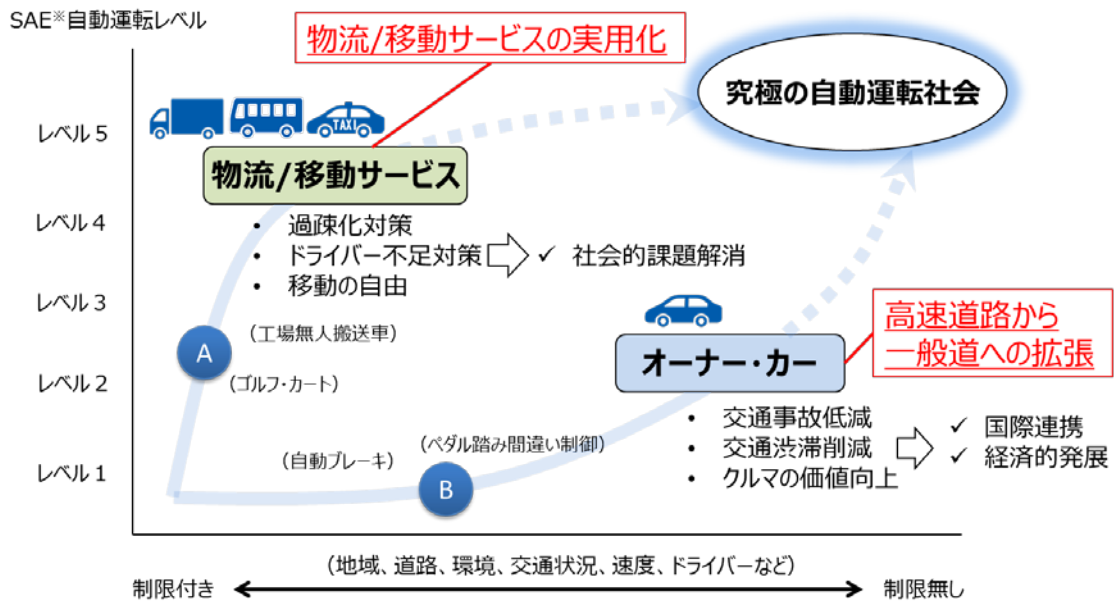 SAE※自動運転レベル
物流/移動サービスの実用化
究極の自動運転社会
レベル5
TAXI
物流/移動サービス
レベル4
• 過疎化対策
• ドライバー不足対策
• 移動の自由
✓ 社会的課題解消
レベル3
A
(工場無人搬送車)
(ゴルフ・カート)
高速道路から
一般道への拡張
オーナー・カー
レベル2
• 交通事故低減
• 交通渋滞削減
• クルマの価値向上
✓ 国際連携
✓ 経済的発展
(ペダル踏み間違い制御)
(自動ブレーキ)
レベル1
B
(地域、道路、環境、交通状況、速度、ドライバーなど)
制限付き
制限無し